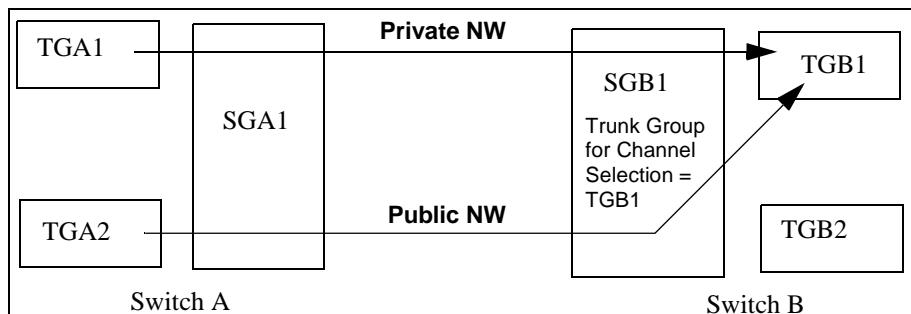 TGA1
Private NW
TGB1
SGA1
SGB1
Trunk Group
for Channel
Selection =
TGB1
TGA2
Public NW
TGB2
Switch A
Switch B